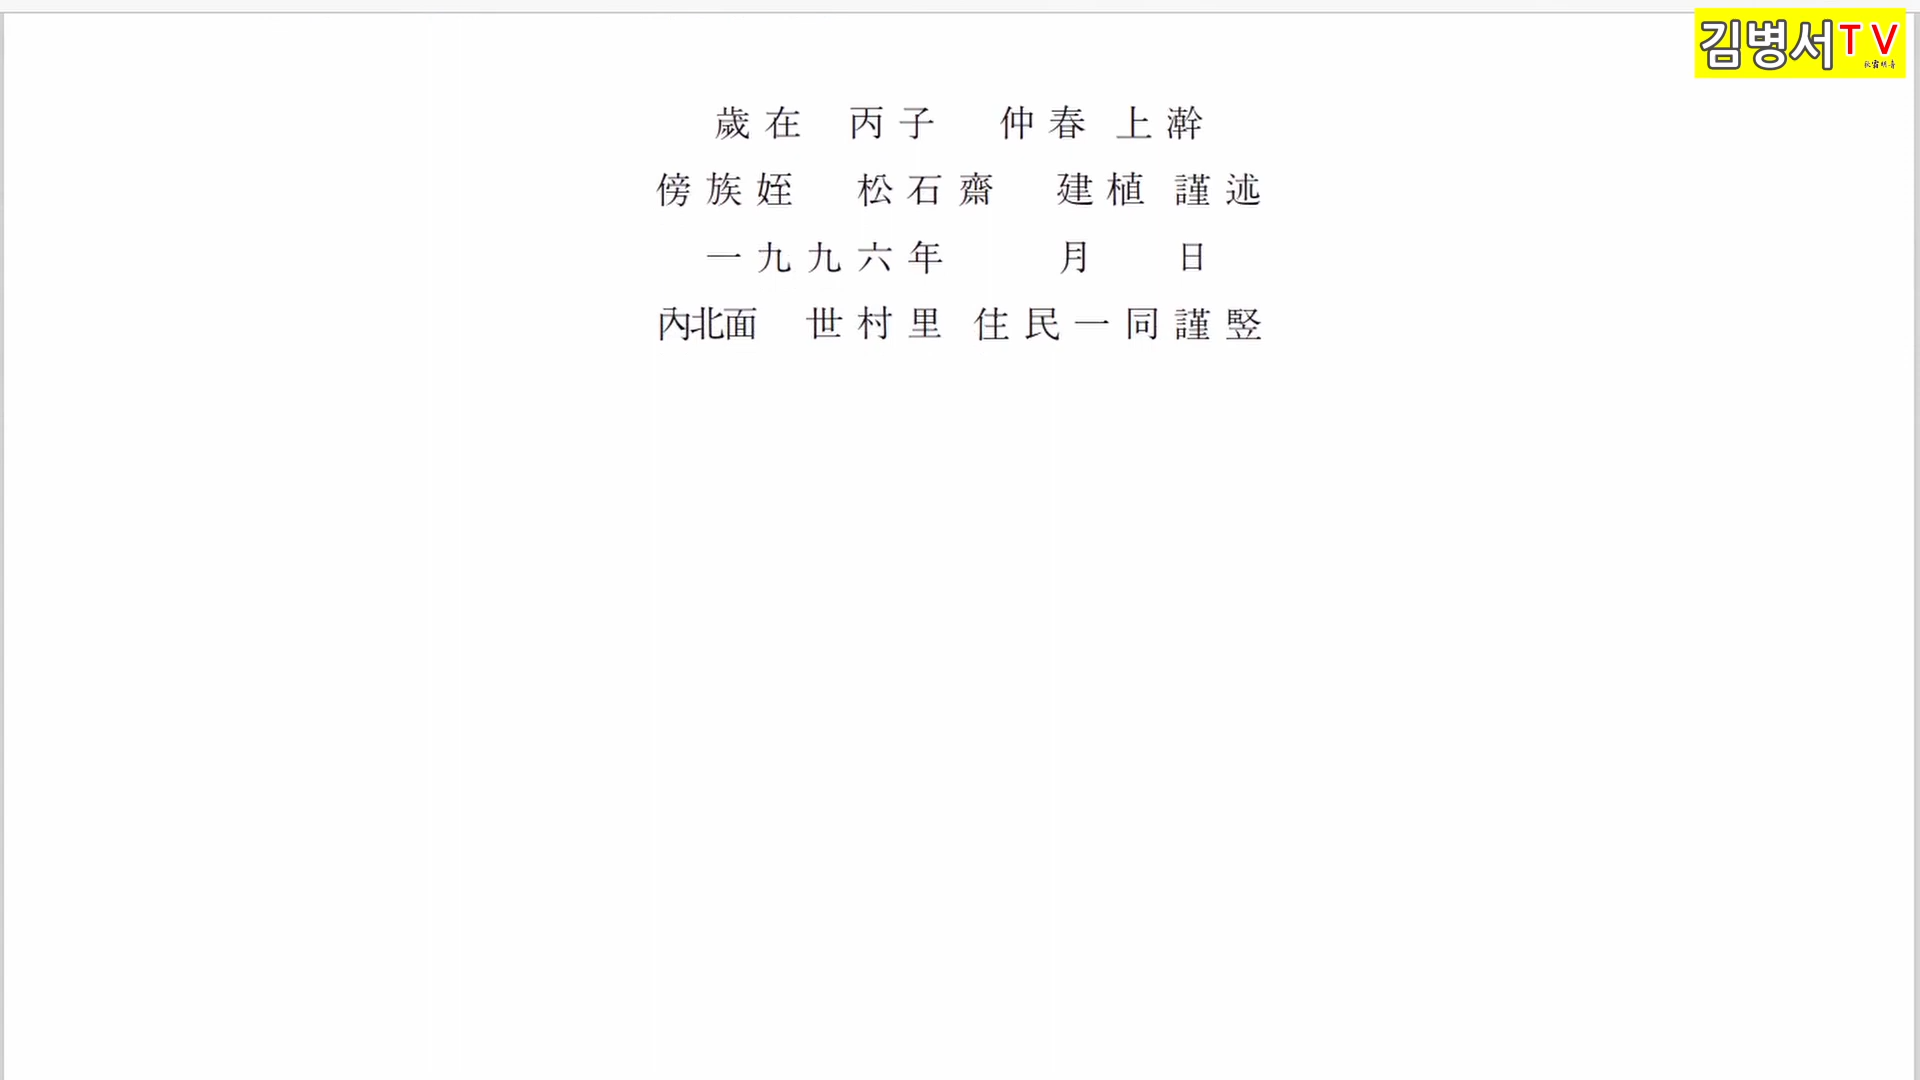 김병서TV
歲在 丙子 仲春 上澣
傍族姪 松石齋 建植 謹述
一九九六年 月 日
內北面 世村里 住民一同謹竪